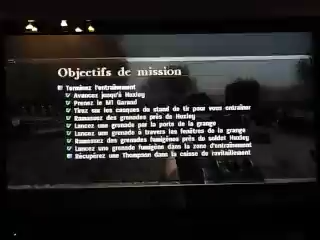 Objectifs de mission
Terminez l'entraînement
Avancez jusqu'à Huxley
Prenez le M1 Garand
Tirez sur les casques du stand de tir pour vous entraîner
Ramassez des grenades près de Huxley
Lancez une grenade par la porte de la grange
Lancez une grenade à travers les fenêtres de la grange
Ramassez des grenades fumigènes près du soldat Huxley
Lancez une grenade fumigène dans la zone d'entraînement
Récupérez une Thompson dans la caisse de ravitaillement